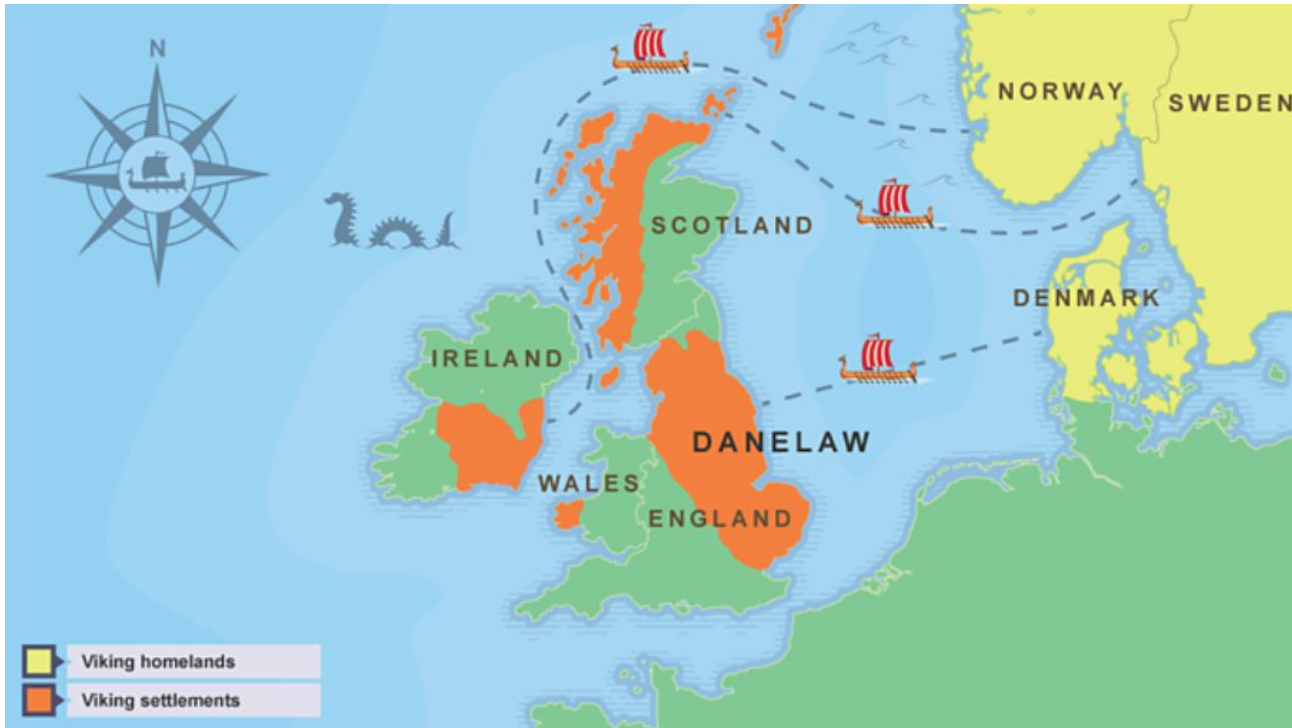 N
NORWAY
SWEDEN
SCOTLAND
DENMARK
IRELAND
DANELAW
WALES
ENGLAND
Viking homelands
Viking settlements